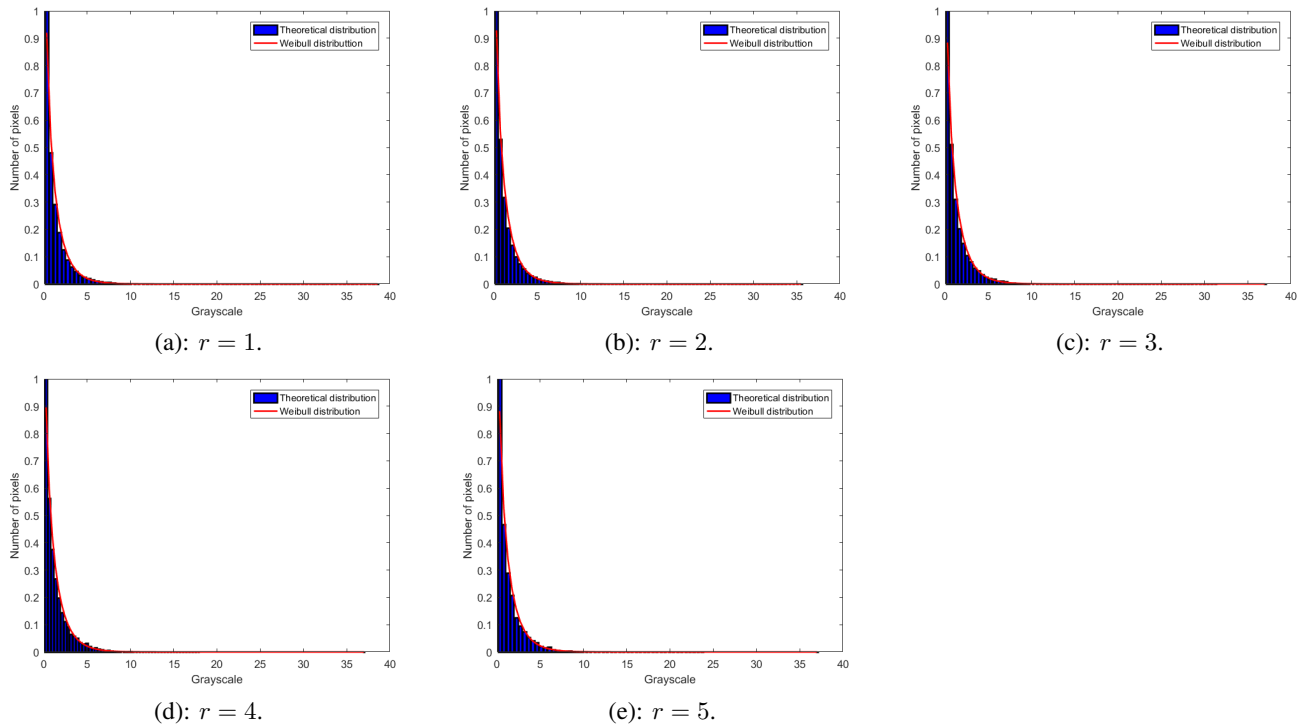 1
0.9
0.8
0.7
0.6
0.5
0.4
0.3
0.2
0.1
0
Number of pixels
Theoretical distribution
Weibull distributtion
0 5 10 15 20 25 30 35 40
Grayscale
(a): r = 1.
1
0.9
0.8
0.7
0.6
0.5
0.4
0.3
0.2
0.1
0
Number of pixels
Theoretical distribution
Weibull distributtion
0 5 10 15 20 25 30 35 40
Grayscale
(b): r = 2.
1
0.9
0.8
0.7
0.6
0.5
0.4
0.3
0.2
0.1
0
Number of pixels
Theoretical distribution
Weibull distribution
0 5 10 15 20 25 30 35 40
Grayscale
(c): r = 3.
1
0.9
0.8
0.7
0.6
0.5
0.4
0.3
0.2
0.1
0
Number of pixels
Theoretical distribution
Weibull distribution
0 5 10 15 20 25 30 35 40
Grayscale
(d): r = 4.
1
0.9
0.8
0.7
0.6
0.5
0.4
0.3
0.2
0.1
0
Number of pixels
Theoretical distribution
Weibull distribution
0 5 10 15 20 25 30 35 40
Grayscale
(e): r = 5.